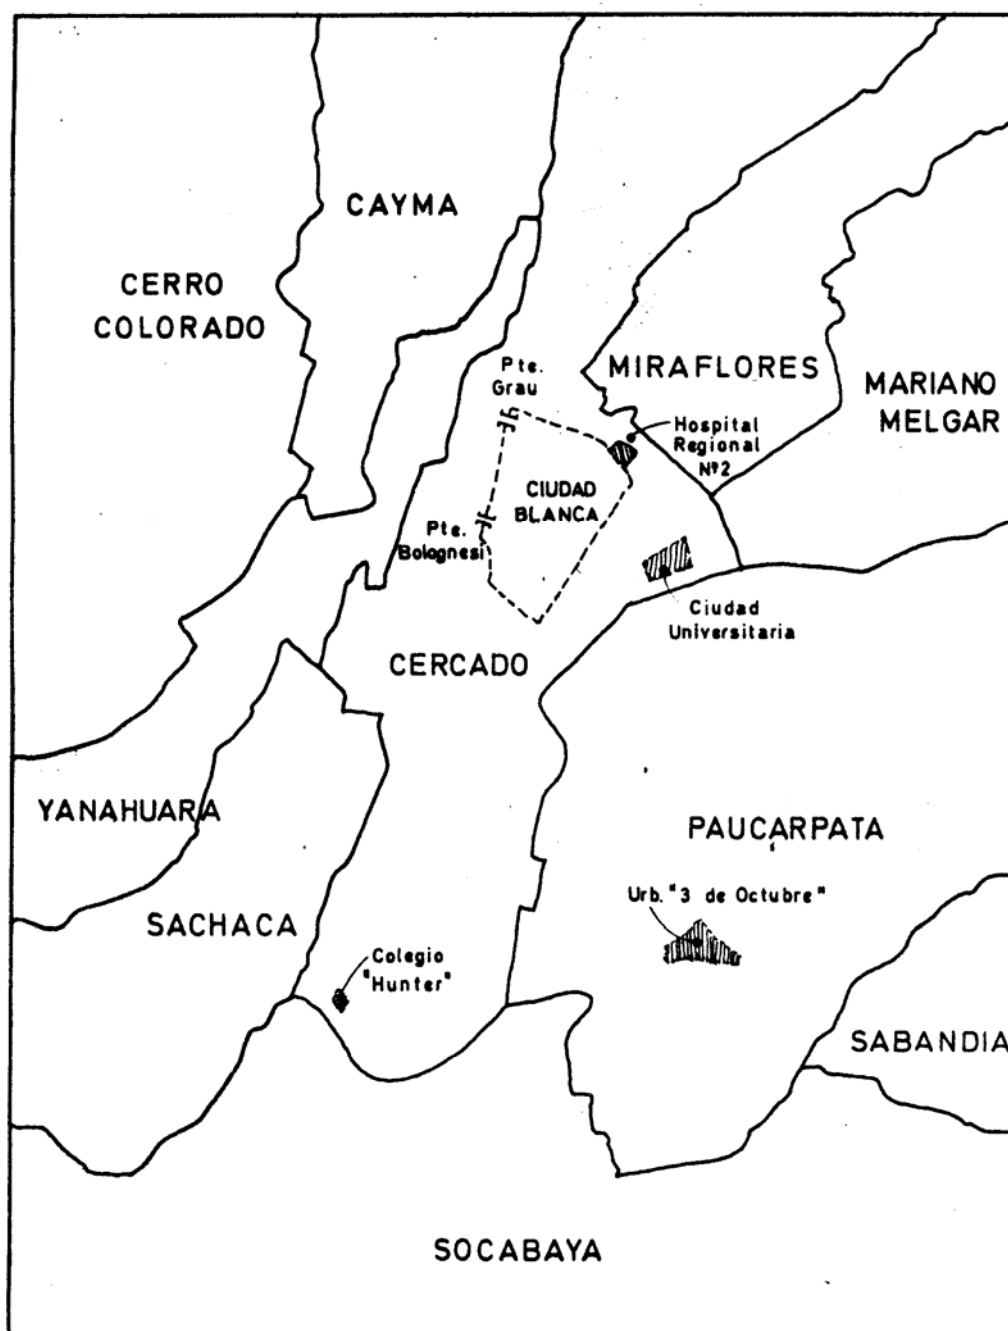 CAYMA
CERRO
COLORADO
Pte.
Grau
MIRAFLORES
MARIANO
MELGAR
Hospital
Regional
Nº2
CIUDAD
BLANCA
Pte.
Bolognesi
Ciudad
Universitaria
CERCADO
YANAHUARA
PAUCARPATA
Urb. "3 de Octubre"
SACHACA
Colegio
"Hunter"
SABANDIA
SOCABAYA